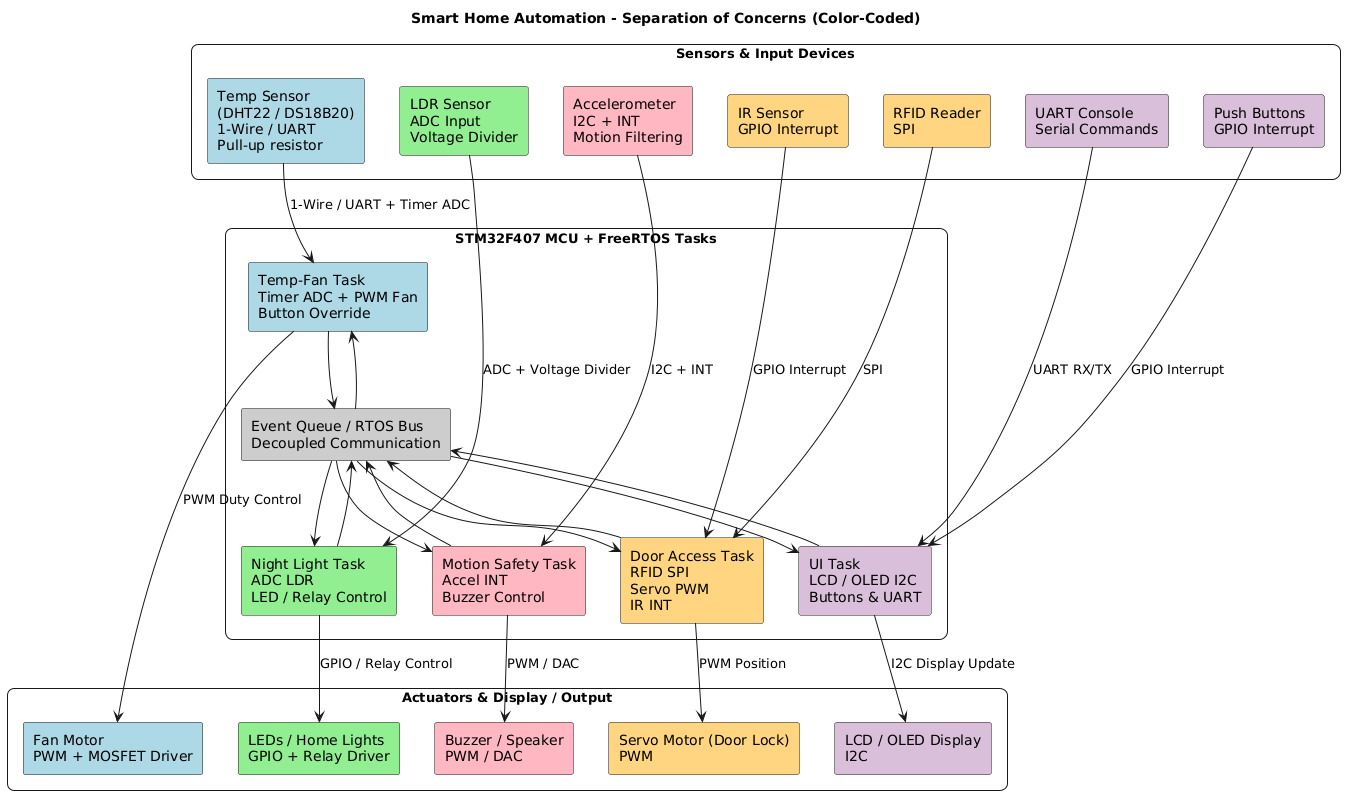 Smart Home Automation - Separation of Concerns (Color-Coded)
Sensors & Input Devices
Temp Sensor
(DHT22 / DS18B20)
1-Wire / UART
Pull-up resistor
LDR Sensor
ADC Input
Voltage Divider
Accelerometer
I2C + INT
Motion Filtering
IR Sensor
GPIO Interrupt
RFID Reader
SPI
UART Console
Serial Commands
Push Buttons
GPIO Interrupt
1-Wire / UART + Timer ADC
STM32F407 MCU + FreeRTOS Tasks
Temp-Fan Task
Timer ADC + PWM Fan
Button Override
ADC + Voltage Divider
I2C + INT
GPIO Interrupt
SPI
UART RX/TX
GPIO Interrupt
Event Queue / RTOS Bus
Decoupled Communication
PWM Duty Control
Night Light Task
ADC LDR
LED / Relay Control
Motion Safety Task
Accel INT
Buzzer Control
Door Access Task
RFID SPI
Servo PWM
IR INT
UI Task
LCD / OLED I2C
Buttons & UART
GPIO / Relay Control
PWM / DAC
PWM Position
I2C Display Update
Actuators & Display / Output
Fan Motor
PWM + MOSFET Driver
LEDs / Home Lights
GPIO + Relay Driver
Buzzer / Speaker
PWM / DAC
Servo Motor (Door Lock)
PWM
LCD / OLED Display
I2C